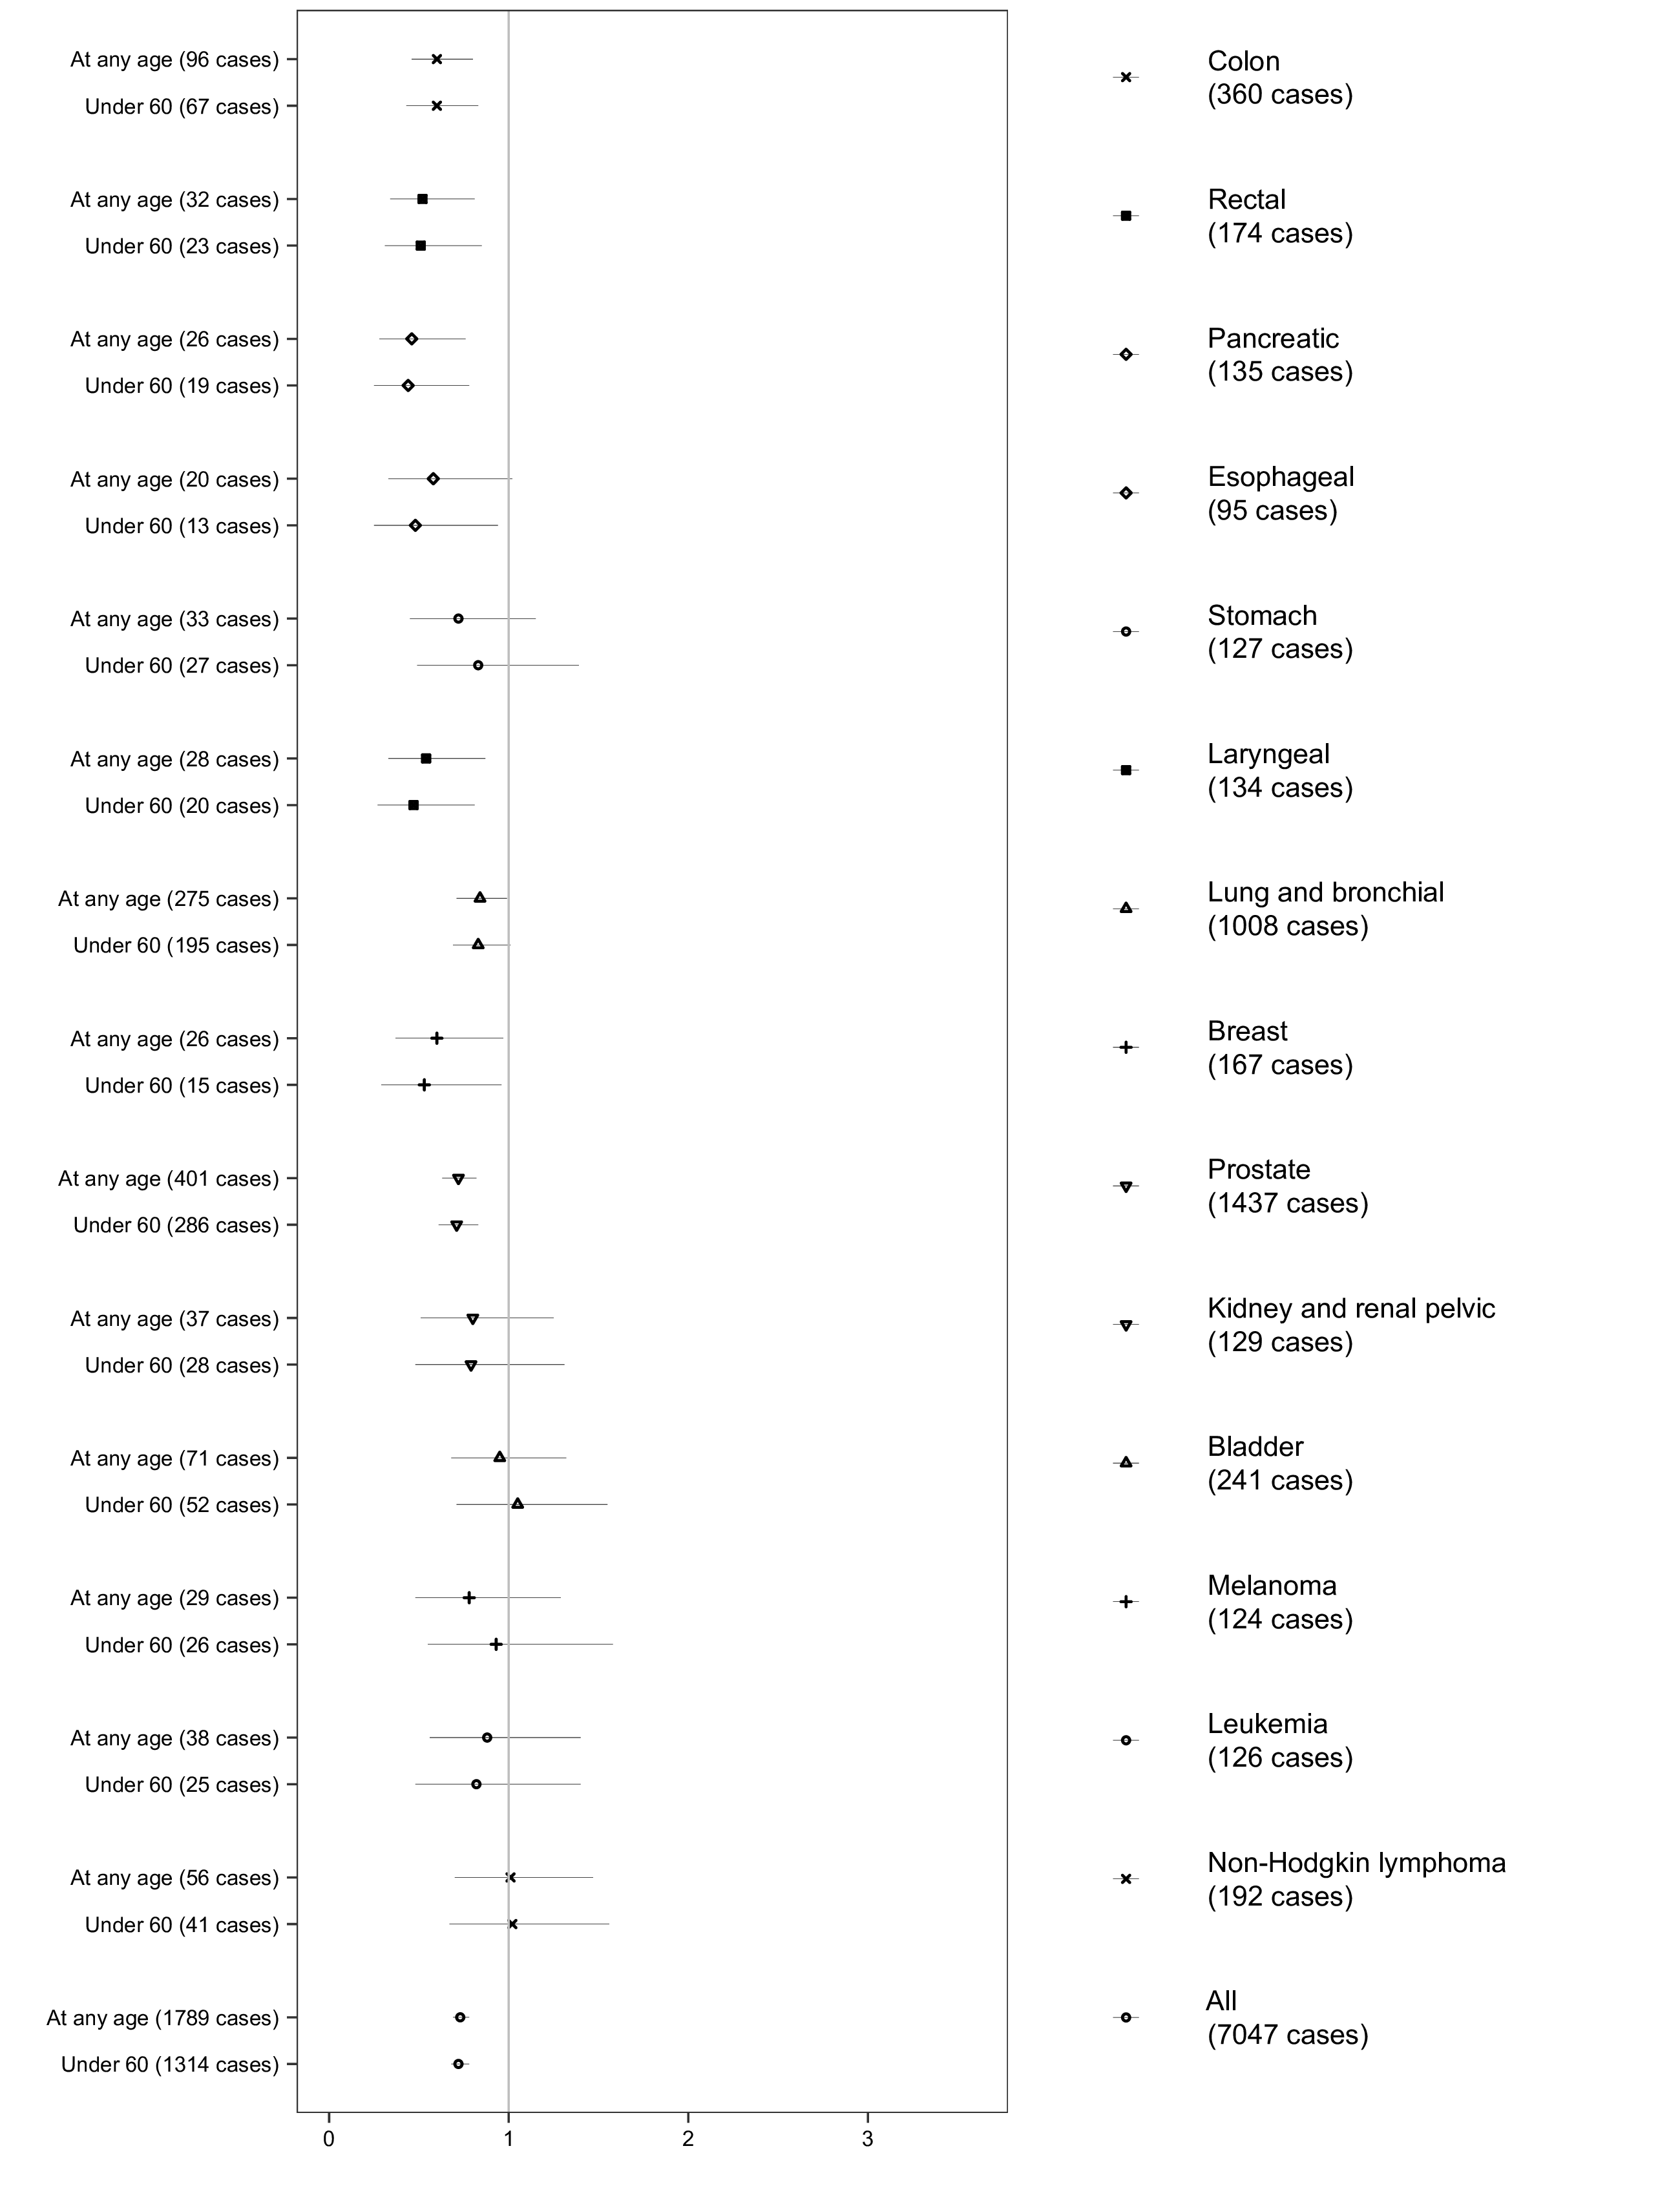 At any age (96 cases)
Under 60 (67 cases)
Colon
(360 cases)
At any age (32 cases)
Under 60 (23 cases)
Rectal
(174 cases)
At any age (26 cases)
Under 60 (19 cases)
Pancreatic
(135 cases)
At any age (20 cases)
Under 60 (13 cases)
Esophageal
(95 cases)
At any age (33 cases)
Under 60 (27 cases)
Stomach
(127 cases)
At any age (28 cases)
Under 60 (20 cases)
Laryngeal
(134 cases)
At any age (275 cases)
Under 60 (195 cases)
Lung and bronchial
(1008 cases)
At any age (26 cases)
Under 60 (15 cases)
Breast
(167 cases)
At any age (401 cases)
Under 60 (286 cases)
Prostate
(1437 cases)
At any age (37 cases)
Under 60 (28 cases)
Kidney and renal pelvic
(129 cases)
At any age (71 cases)
Under 60 (52 cases)
Bladder
(241 cases)
At any age (29 cases)
Under 60 (26 cases)
Melanoma
(124 cases)
At any age (38 cases)
Under 60 (25 cases)
Leukemia
(126 cases)
At any age (56 cases)
Under 60 (41 cases)
Non-Hodgkin lymphoma
(192 cases)
At any age (1789 cases)
Under 60 (1314 cases)
All
(7047 cases)
0 1 2 3